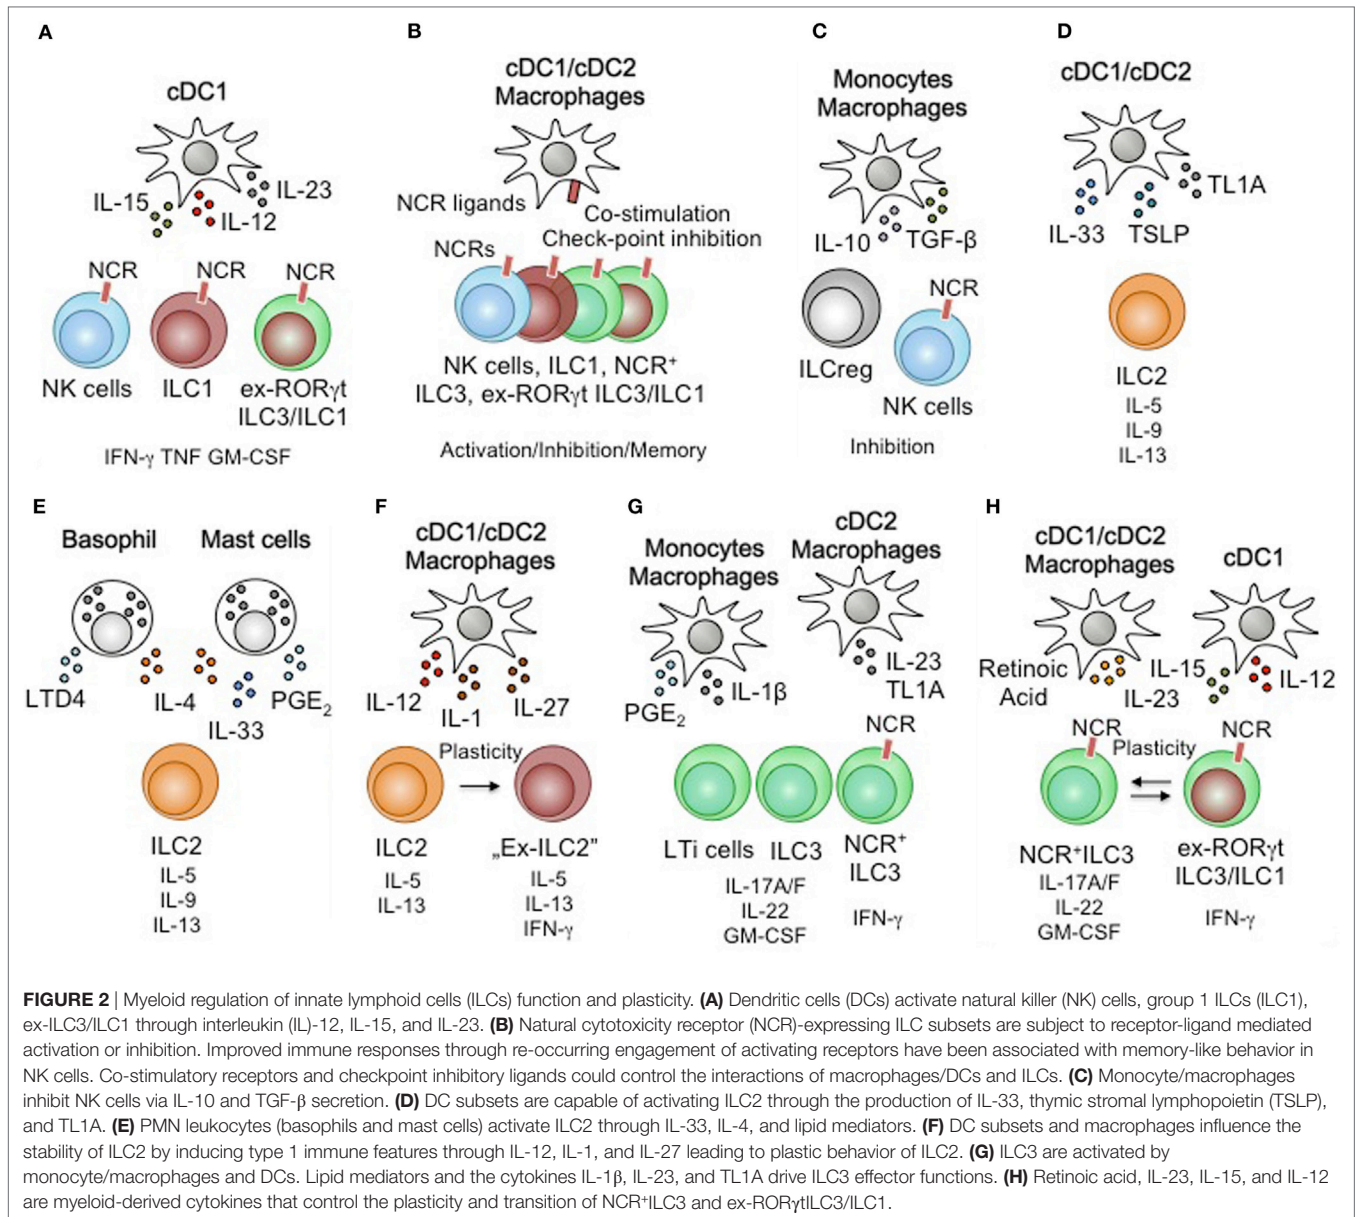 A
cDC1
IL-15
IL-12
IL-23
NCR
NCR
NCR
NK cells
ILC1
ex-RORγt
ILC3/ILC1
IFN-γ TNF GM-CSF
B
cDC1/cDC2
Macrophages
NCR ligands
Co-stimulation
Check-point inhibition
NCRs
NK cells, ILC1, NCR⁺
ILC3, ex-RORγt ILC3/ILC1
Activation/Inhibition/Memory
C
Monocytes
Macrophages
IL-10
TGF-β
NCR
ILCreg
NK cells
Inhibition
D
cDC1/cDC2
TL1A
IL-33
TSLP
ILC2
IL-5
IL-9
IL-13
E
Basophil
Mast cells
LTD4
IL-4
IL-33
PGE₂
ILC2
IL-5
IL-9
IL-13
F
cDC1/cDC2
Macrophages
IL-12
IL-1
IL-27
Plasticity
ILC2
IL-5
IL-13
„Ex-ILC2”
IL-5
IL-13
IFN-γ
G
Monocytes
Macrophages
cDC2
Macrophages
PGE₂
IL-1β
IL-23
TL1A
NCR
LTi cells
ILC3
NCR⁺
ILC3
IL-17A/F
IL-22
GM-CSF
IFN-γ
H
cDC1/cDC2
Macrophages
cDC1
Retinoic
Acid
IL-23
IL-15
IL-12
NCR
Plasticity
NCR
NCR⁺ILC3
IL-17A/F
IL-22
GM-CSF
ex-RORγt
ILC3/ILC1
IFN-γ
FIGURE 2 | Myeloid regulation of innate lymphoid cells (ILCs) function and plasticity. (A) Dendritic cells (DCs) activate natural killer (NK) cells, group 1 ILCs (ILC1),
ex-ILC3/ILC1 through interleukin (IL)-12, IL-15, and IL-23. (B) Natural cytotoxicity receptor (NCR)-expressing ILC subsets are subject to receptor-ligand mediated
activation or inhibition. Improved immune responses through re-occurring engagement of activating receptors have been associated with memory-like behavior in
NK cells. Co-stimulatory receptors and checkpoint inhibitory ligands could control the interactions of macrophages/DCs and ILCs. (C) Monocyte/macrophages
inhibit NK cells via IL-10 and TGF-β secretion. (D) DC subsets are capable of activating ILC2 through the production of IL-33, thymic stromal lymphopoietin (TSLP),
and TL1A. (E) PMN leukocytes (basophils and mast cells) activate ILC2 through IL-33, IL-4, and lipid mediators. (F) DC subsets and macrophages influence the
stability of ILC2 by inducing type 1 immune features through IL-12, IL-1, and IL-27 leading to plastic behavior of ILC2. (G) ILC3 are activated by
monocyte/macrophages and DCs. Lipid mediators and the cytokines IL-1β, IL-23, and TL1A drive ILC3 effector functions. (H) Retinoic acid, IL-23, IL-15, and IL-12
are myeloid-derived cytokines that control the plasticity and transition of NCR⁺ILC3 and ex-RORγtILC3/ILC1.